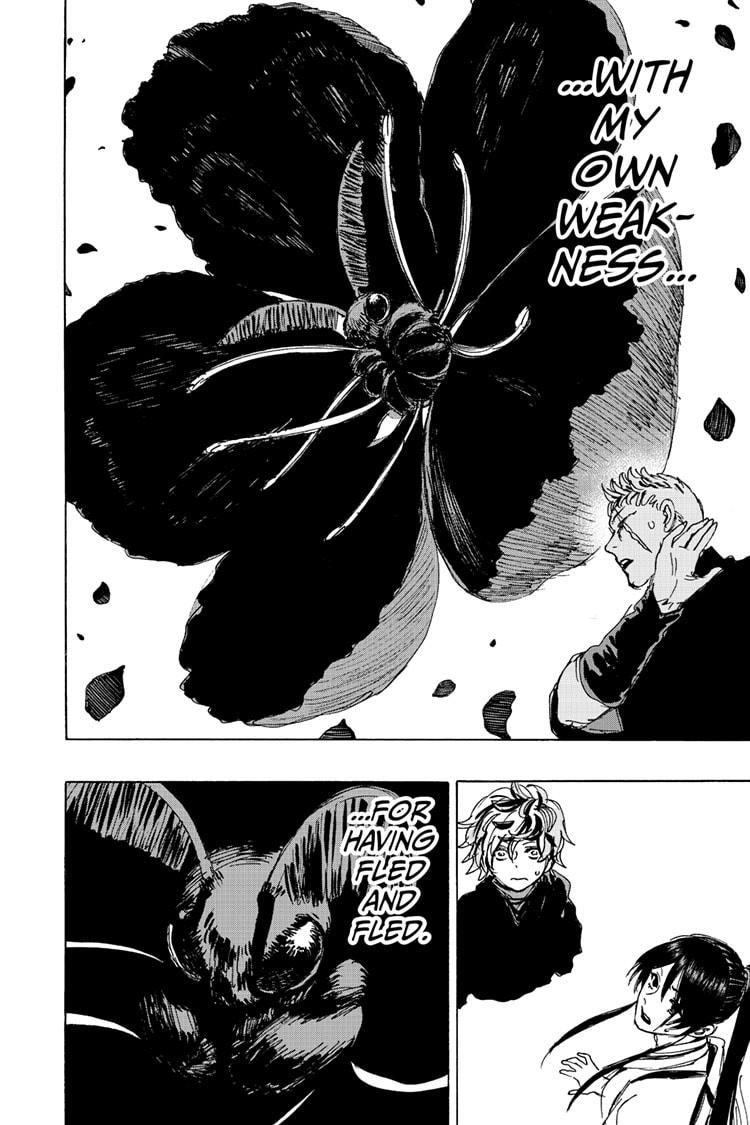 ...WITH
MY
OWN
WEAK-
NESS...
...FOR
HAVING
FLED
AND
FLED.